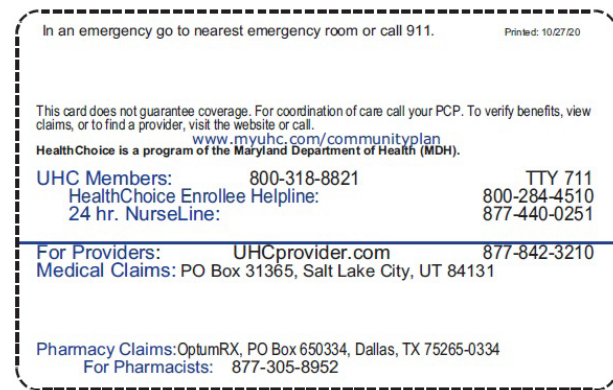 In an emergency go to nearest emergency room or call 911. Printed: 10/27/20
This card does not guarantee coverage. For coordination of care call your PCP. To verify benefits, view
claims, or to find a provider, visit the website or call.
www.myuhc.com/communityplan
HealthChoice is a program of the Maryland Department of Health (MDH).
UHC Members: 800-318-8821 TTY 711
HealthChoice Enrollee Helpline: 800-284-4510
24 hr. NurseLine: 877-440-0251
For Providers: UHCprovider.com 877-842-3210
Medical Claims: PO Box 31365, Salt Lake City, UT 84131
Pharmacy Claims:OptumRX, PO Box 650334, Dallas, TX 75265-0334
For Pharmacists: 877-305-8952